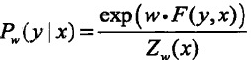 P_w(y|x) = exp(w•F(y,x)) / Z_w(x)